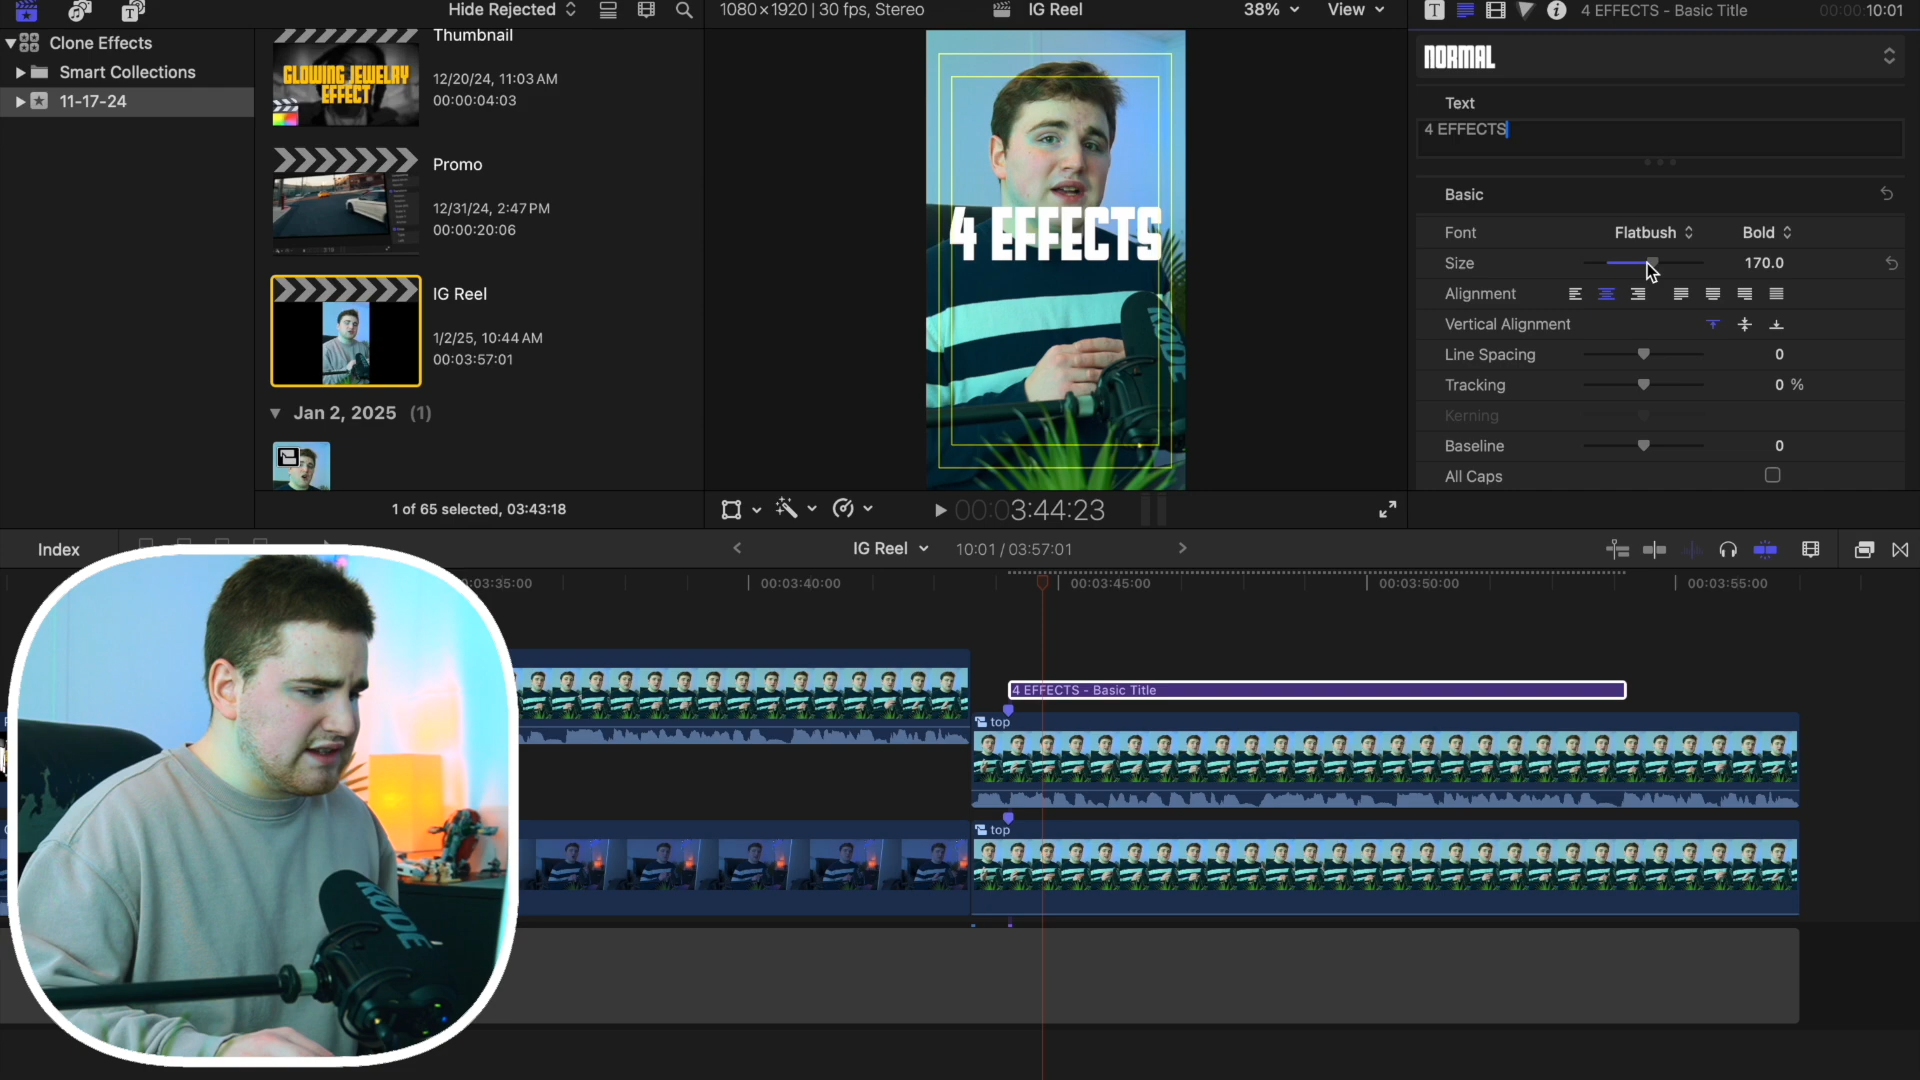 Hide Rejected
1080×1920 | 30 fps, Stereo
IG Reel
38%
View
T
4 EFFECTS - Basic Title
00:00:10:01
Clone Effects
Smart Collections
11-17-24
Thumbnail
GLOWING JEWELRY
EFFECT
12/20/24, 11:03 AM
00:00:04:03
Promo
12/31/24, 2:47 PM
00:00:20:06
IG Reel
1/2/25, 10:44 AM
00:03:57:01
Jan 2, 2025 (1)
1 of 65 selected, 03:43:18
4 EFFECTS
RODE
00:03:44:23
NORMAL
Text
4 EFFECTS
Basic
Font Flatbush Bold
Size 170.0
Alignment
Vertical Alignment
Line Spacing 0
Tracking 0 %
Kerning
Baseline 0
All Caps
Index
IG Reel
10:01 / 03:57:01
00:03:40:00
00:03:45:00
00:03:50:00
00:03:55:00
4 EFFECTS - Basic Title
top
top
RODE